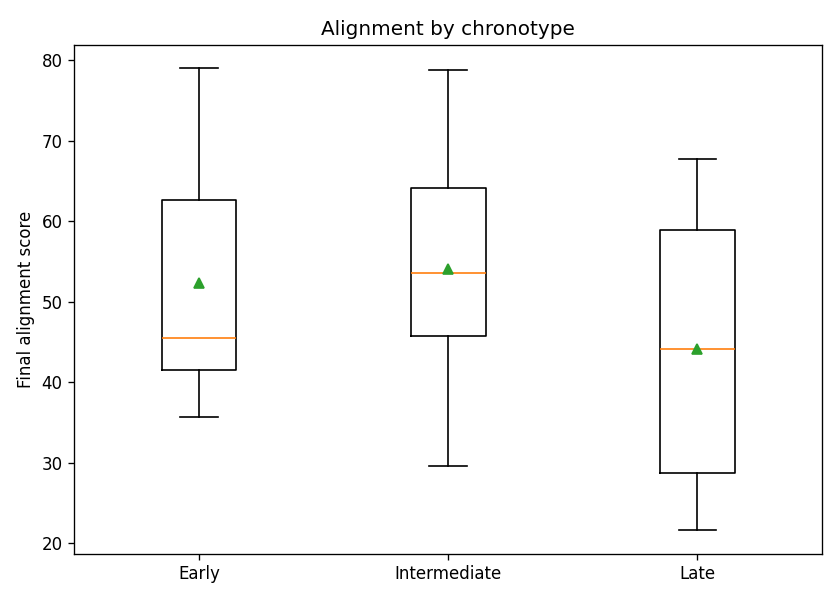 Alignment by chronotype
Final alignment score
80
70
60
50
40
30
20
Early
Intermediate
Late